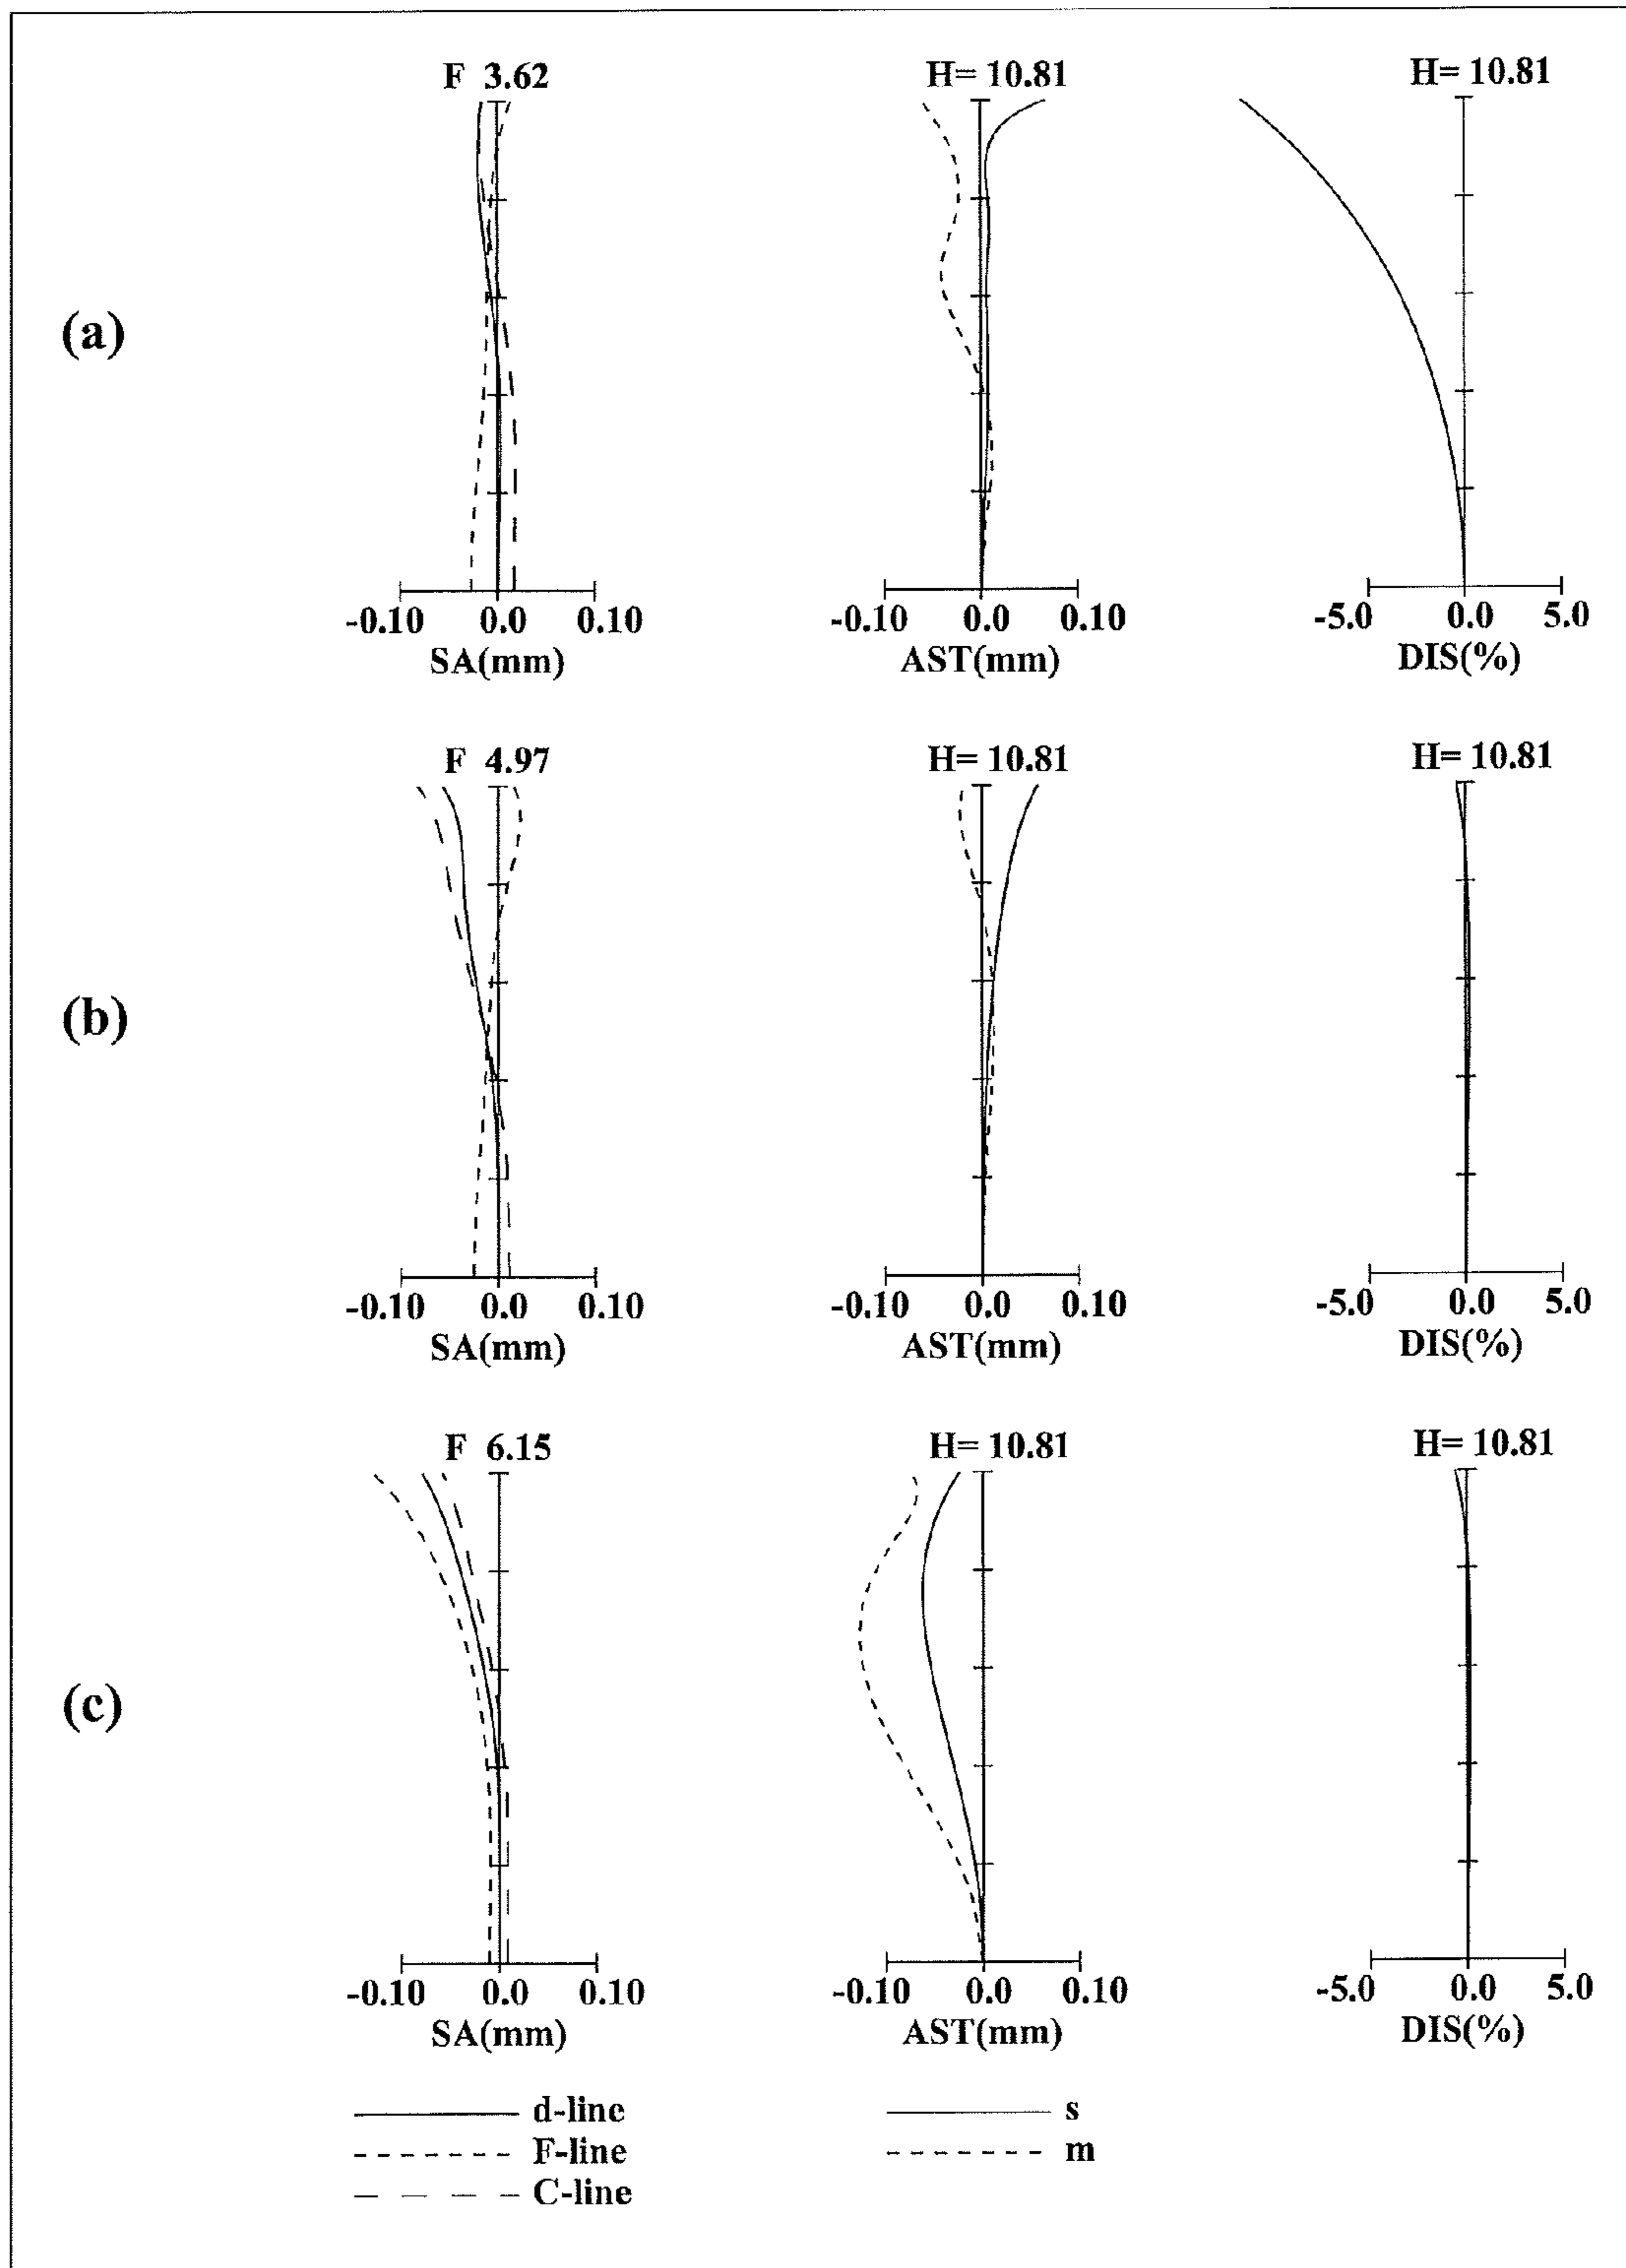 F 3.62 H= 10.81 H= 10.81
(a)
-0.10 0.0 0.10 -0.10 0.0 0.10 -5.0 0.0 5.0
SA(mm) AST(mm) DIS(%)
F 4.97 H= 10.81 H= 10.81
(b)
-0.10 0.0 0.10 -0.10 0.0 0.10 -5.0 0.0 5.0
SA(mm) AST(mm) DIS(%)
F 6.15 H= 10.81 H= 10.81
(c)
-0.10 0.0 0.10 -0.10 0.0 0.10 -5.0 0.0 5.0
SA(mm) AST(mm) DIS(%)
d-line s
F-line m
C-line